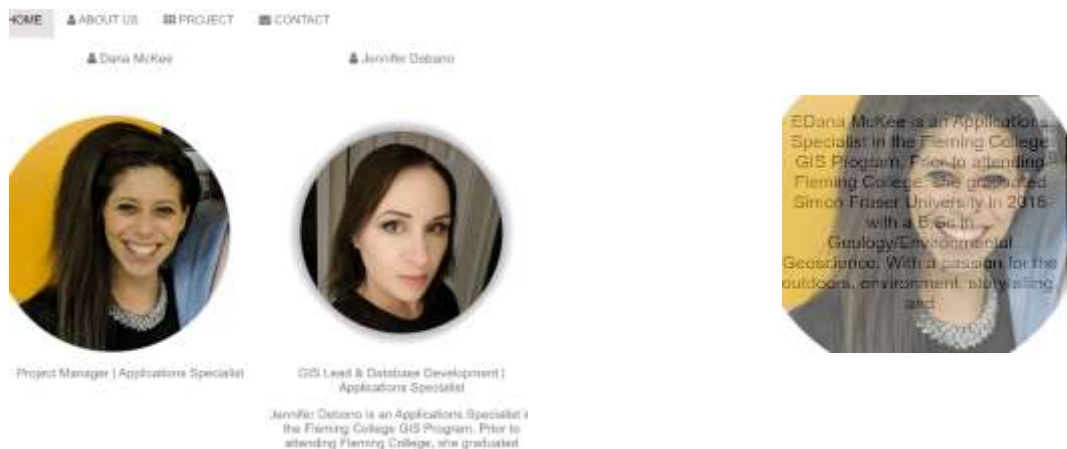 HOME ABOUT US PROJECT CONTACT
Dana McKee
Jennifer Debono
Project Manager | Applications Specialist
GIS Lead & Database Development |
Applications Specialist
Jennifer Debono is an Applications Specialist
the Fleming College GIS Program. Prior to
attending Fleming College, she graduated
EDana McKee is an Applications
Specialist in the Fleming College
GIS Program. Prior to attending
Fleming College, she graduated
Simon Fraser University in 2016
with a B.Sc in
Geology/Environmental
Geoscience. With a passion for the
outdoors, environment, storytelling
and